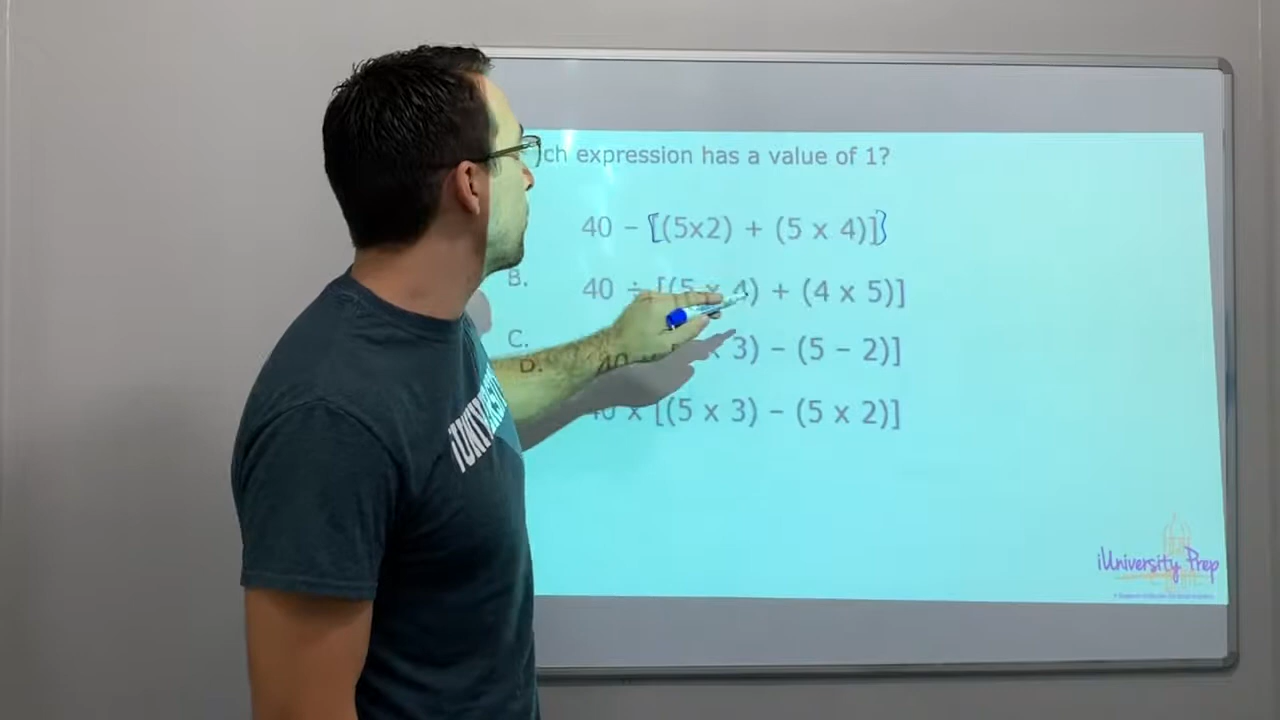 ch expression has a value of 1?
40 – [(5x2) + (5 x 4)]}
B.
40 ÷ [(5 x 4) + (4 x 5)]
C.
x 3) – (5 – 2)]
D. 40
40 x [(5 x 3) – (5 x 2)]
iUniversity Prep